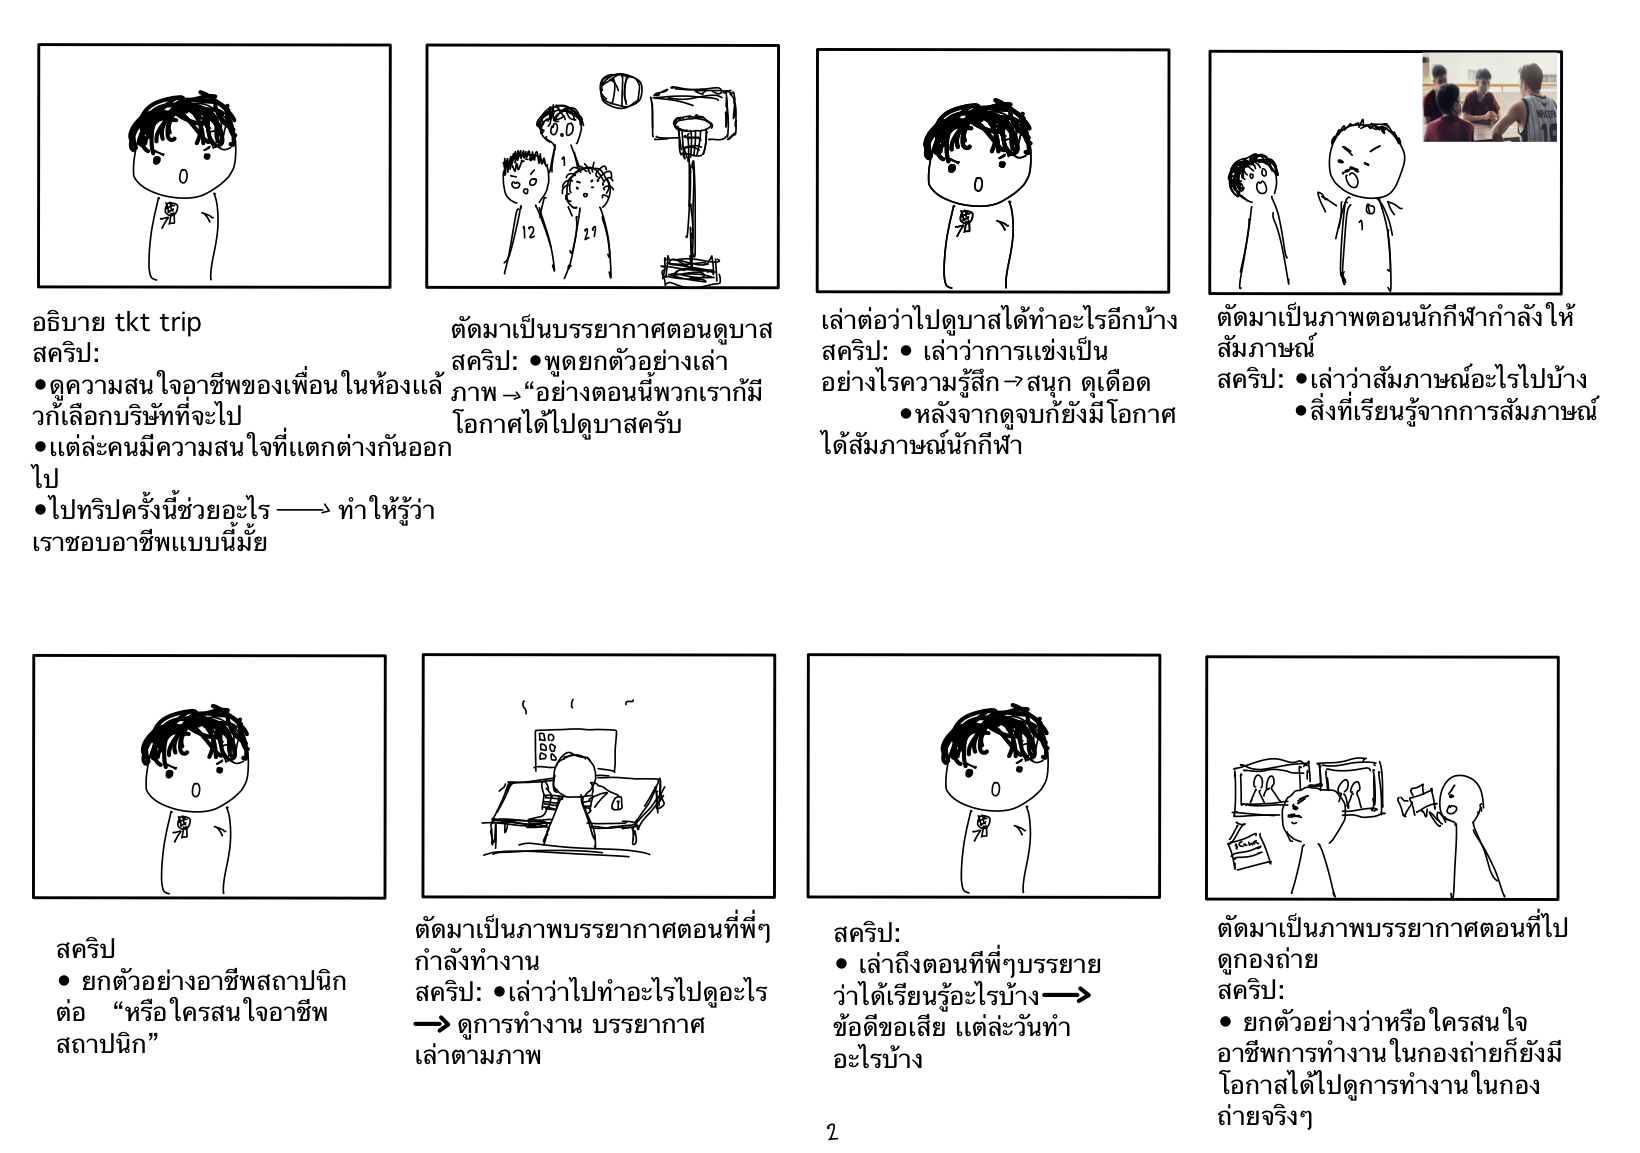 1
12
29
1
อธิบาย tkt trip
สคริป:
•ดูความสนใจอาชีพของเพื่อนในห้องแล้
วก้เลือกบริษัทที่จะไป
•แต่ล่ะคนมีความสนใจที่แตกต่างกันออก
ไป
•ไปทริปครั้งนี้ช่วยอะไร → ทำให้รู้ว่า
เราชอบอาชีพแบบนี้มั้ย
ตัดมาเป็นบรรยากาศตอนดูบาส
สคริป: •พูดยกตัวอย่างเล่า
ภาพ → “อย่างตอนนี้พวกเราก้มี
โอกาศได้ไปดูบาสครับ
เล่าต่อว่าไปดูบาสได้ทำอะไรอีกบ้าง
สคริป: • เล่าว่าการแข่งเป็น
อย่างไรความรู้สึก → สนุก ดุเดือด
•หลังจากดูจบก้ยังมีโอกาศ
ได้สัมภาษณ์นักกีฬา
ตัดมาเป็นภาพตอนนักกีฬากำลังให้
สัมภาษณ์
สคริป: •เล่าว่าสัมภาษณ์อะไรไปบ้าง
•สิ่งที่เรียนรู้จากการสัมภาษณ์
สคริป
• ยกตัวอย่างอาชีพสถาปนิก
ต่อ “หรือใครสนใจอาชีพ
สถาปนิก”
ตัดมาเป็นภาพบรรยากาศตอนที่พี่ๆ
กำลังทำงาน
สคริป: •เล่าว่าไปทำอะไรไปดูอะไร
→ ดูการทำงาน บรรยากาศ
เล่าตามภาพ
สคริป:
• เล่าถึงตอนทีพี่ๆบรรยาย
ว่าได้เรียนรู้อะไรบ้าง →
ข้อดีขอเสีย แต่ล่ะวันทำ
อะไรบ้าง
ตัดมาเป็นภาพบรรยากาศตอนที่ไป
ดูกองถ่าย
สคริป:
• ยกตัวอย่างว่าหรือใครสนใจ
อาชีพการทำงานในกองถ่ายก็ยังมี
โอกาสได้ไปดูการทำงานในกอง
ถ่ายจริงๆ
2